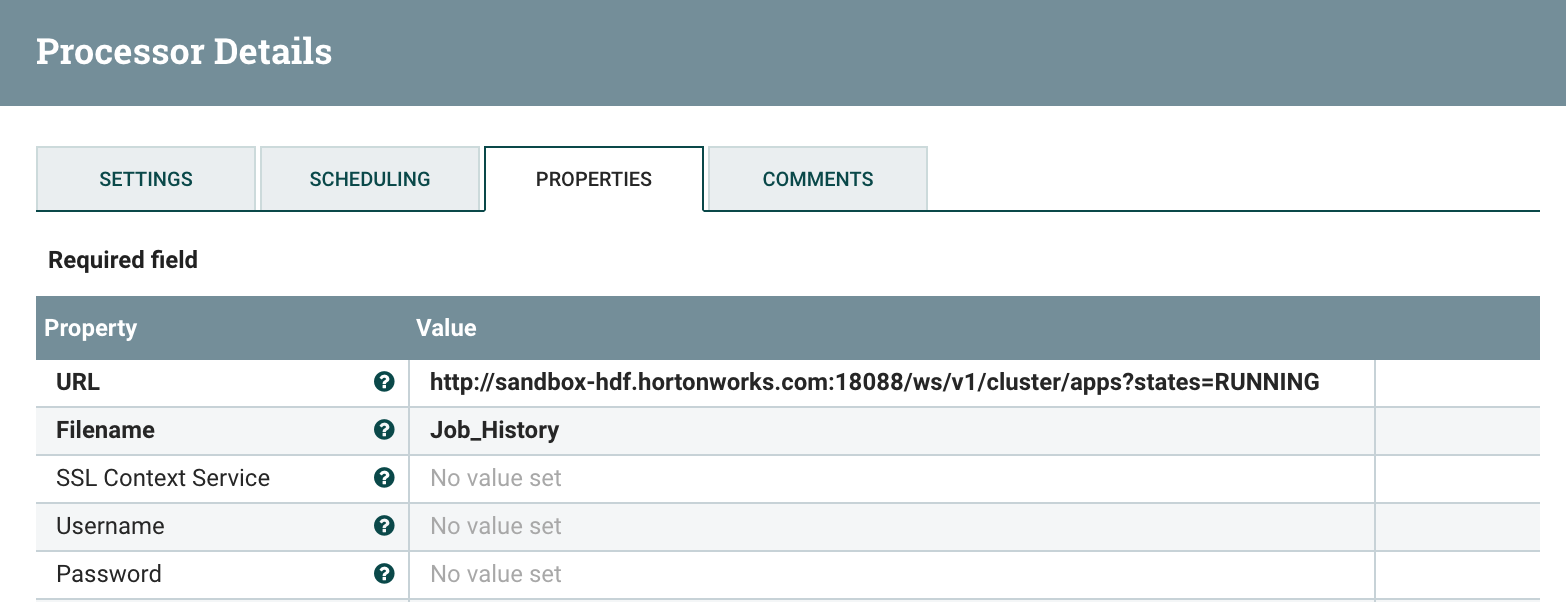 Processor Details
SETTINGS SCHEDULING PROPERTIES COMMENTS
Required field
Property Value
URL ? http://sandbox-hdf.hortonworks.com:18088/ws/v1/cluster/apps?states=RUNNING
Filename ? Job_History
SSL Context Service ? No value set
Username ? No value set
Password ? No value set